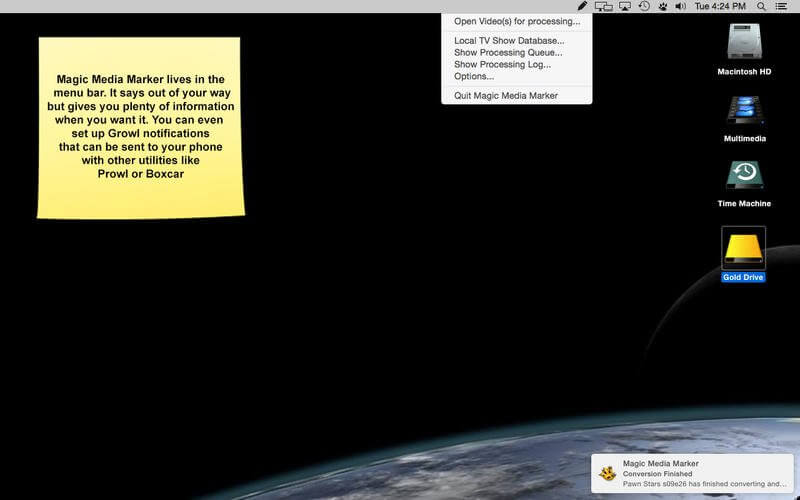 Tue 4:24 PM
Open Video(s) for processing...
Local TV Show Database...
Show Processing Queue...
Show Processing Log...
Options...
Quit Magic Media Marker
Magic Media Marker lives in the
menu bar. It says out of your way
but gives you plenty of information
when you want it. You can even
set up Growl notifications
that can be sent to your phone
with other utilities like
Prowl or Boxcar
Macintosh HD
Multimedia
Time Machine
Gold Drive
Magic Media Marker
Conversion Finished
Pawn Stars s09e26 has finished converting and...